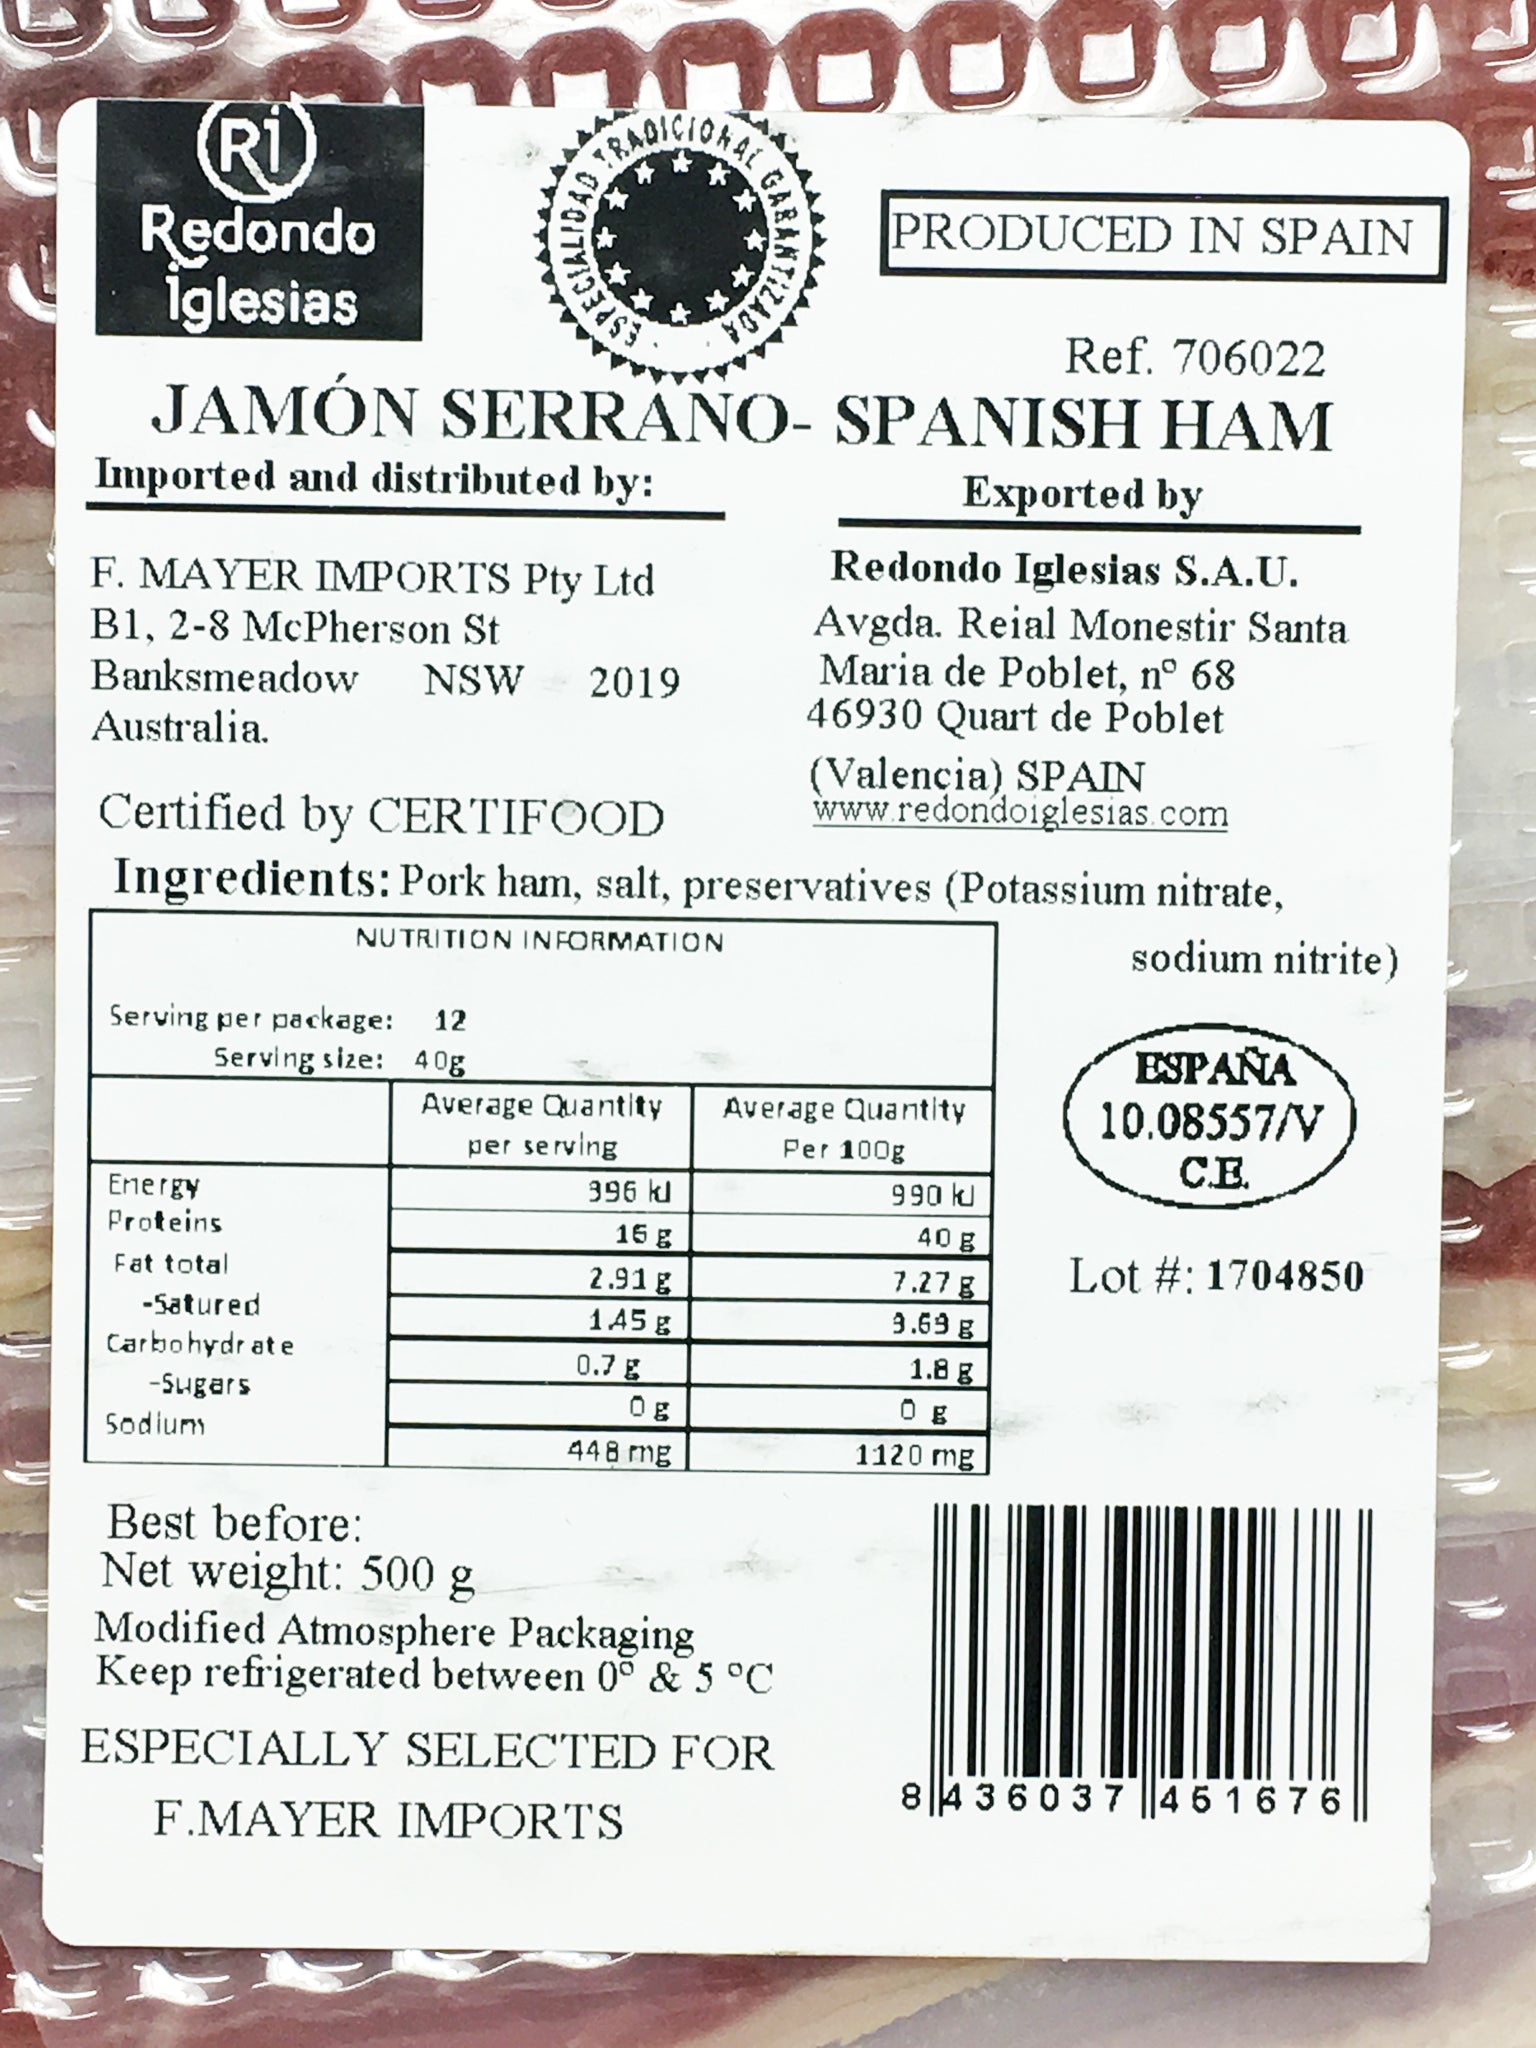 Ri
Redondo
iglesias
ESPECIALIDAD TRADICIONAL GARANTIZADA
PRODUCED IN SPAIN
Ref. 706022
JAMÓN SERRANO- SPANISH HAM
Imported and distributed by:
F. MAYER IMPORTS Pty Ltd
B1, 2-8 McPherson St
Banksmeadow NSW 2019
Australia.
Certified by CERTIFOOD
Exported by
Redondo Iglesias S.A.U.
Avgda. Reial Monestir Santa
Maria de Poblet, nº 68
46930 Quart de Poblet
(Valencia) SPAIN
www.redondoiglesias.com
Ingredients: Pork ham, salt, preservatives (Potassium nitrate,
sodium nitrite)
NUTRITION INFORMATION
Serving per package: 12
Serving size: 40g
Average Quantity per serving
Average Quantity Per 100g
Energy 396 kJ 990 kJ
Proteins 16 g 40 g
Fat total 2.91 g 7.27 g
-Satured 1.45 g 3.63 g
Carbohydrate 0.7 g 1.8 g
-Sugars 0 g 0 g
Sodium 448 mg 1120 mg
ESPAÑA
10.08557/V
C.E.
Lot #: 1704850
Best before:
Net weight: 500 g
Modified Atmosphere Packaging
Keep refrigerated between 0º & 5 ºC
ESPECIALLY SELECTED FOR
F.MAYER IMPORTS
8 436037 451676